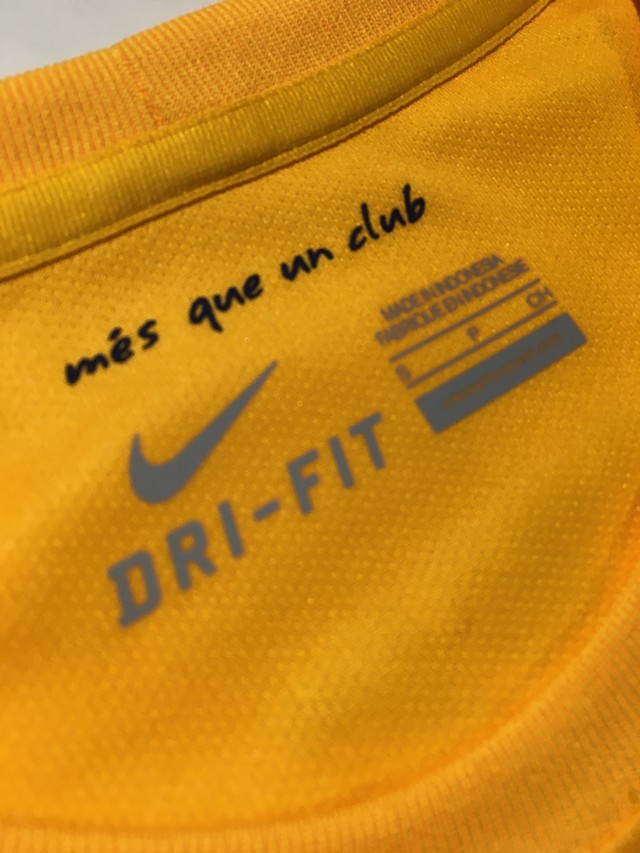 més que un club
MADE IN INDONESIA
FABRIQUE EN INDONESIE
S P CH
DRI-FIT